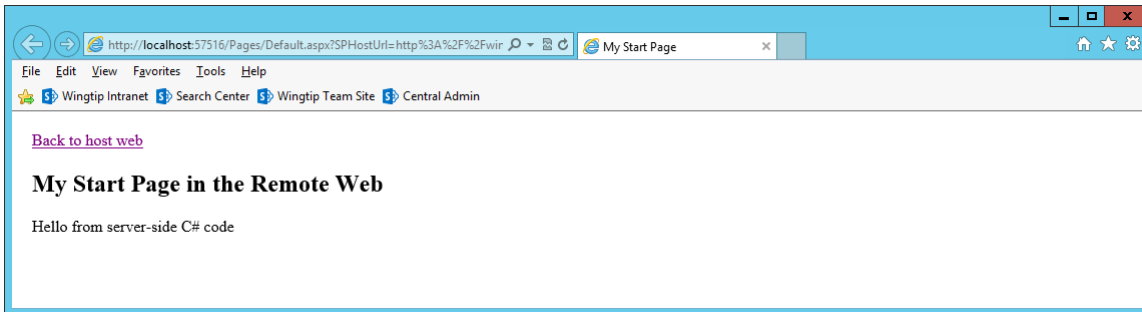 http://localhost:57516/Pages/Default.aspx?SPHostUrl=http%3A%2F%2Fwir
My Start Page
File Edit View Favorites Tools Help
Wingtip Intranet Search Center Wingtip Team Site Central Admin
Back to host web
My Start Page in the Remote Web
Hello from server-side C# code